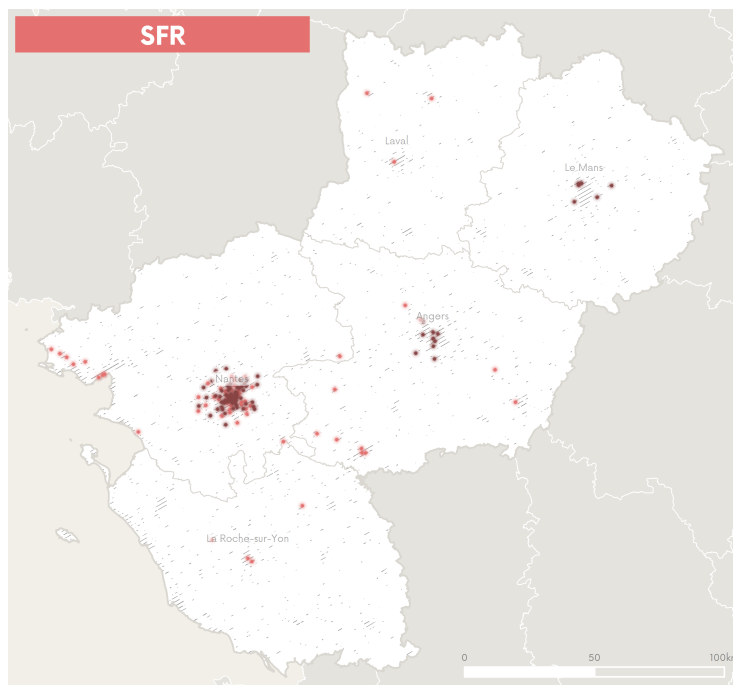 SFR
Laval
Le Mans
Angers
Nantes
La Roche-sur-Yon
0 50 100km